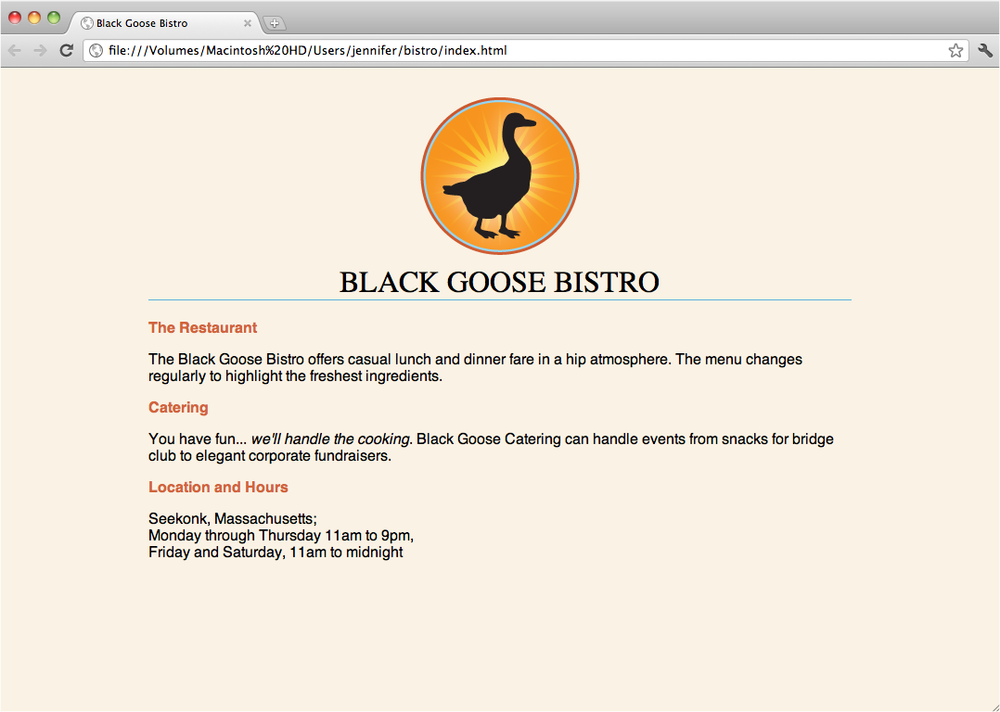 Black Goose Bistro
file:///Volumes/Macintosh%20HD/Users/jennifer/bistro/index.html
BLACK GOOSE BISTRO
The Restaurant
The Black Goose Bistro offers casual lunch and dinner fare in a hip atmosphere. The menu changes
regularly to highlight the freshest ingredients.
Catering
You have fun... we'll handle the cooking. Black Goose Catering can handle events from snacks for bridge
club to elegant corporate fundraisers.
Location and Hours
Seekonk, Massachusetts;
Monday through Thursday 11am to 9pm,
Friday and Saturday, 11am to midnight